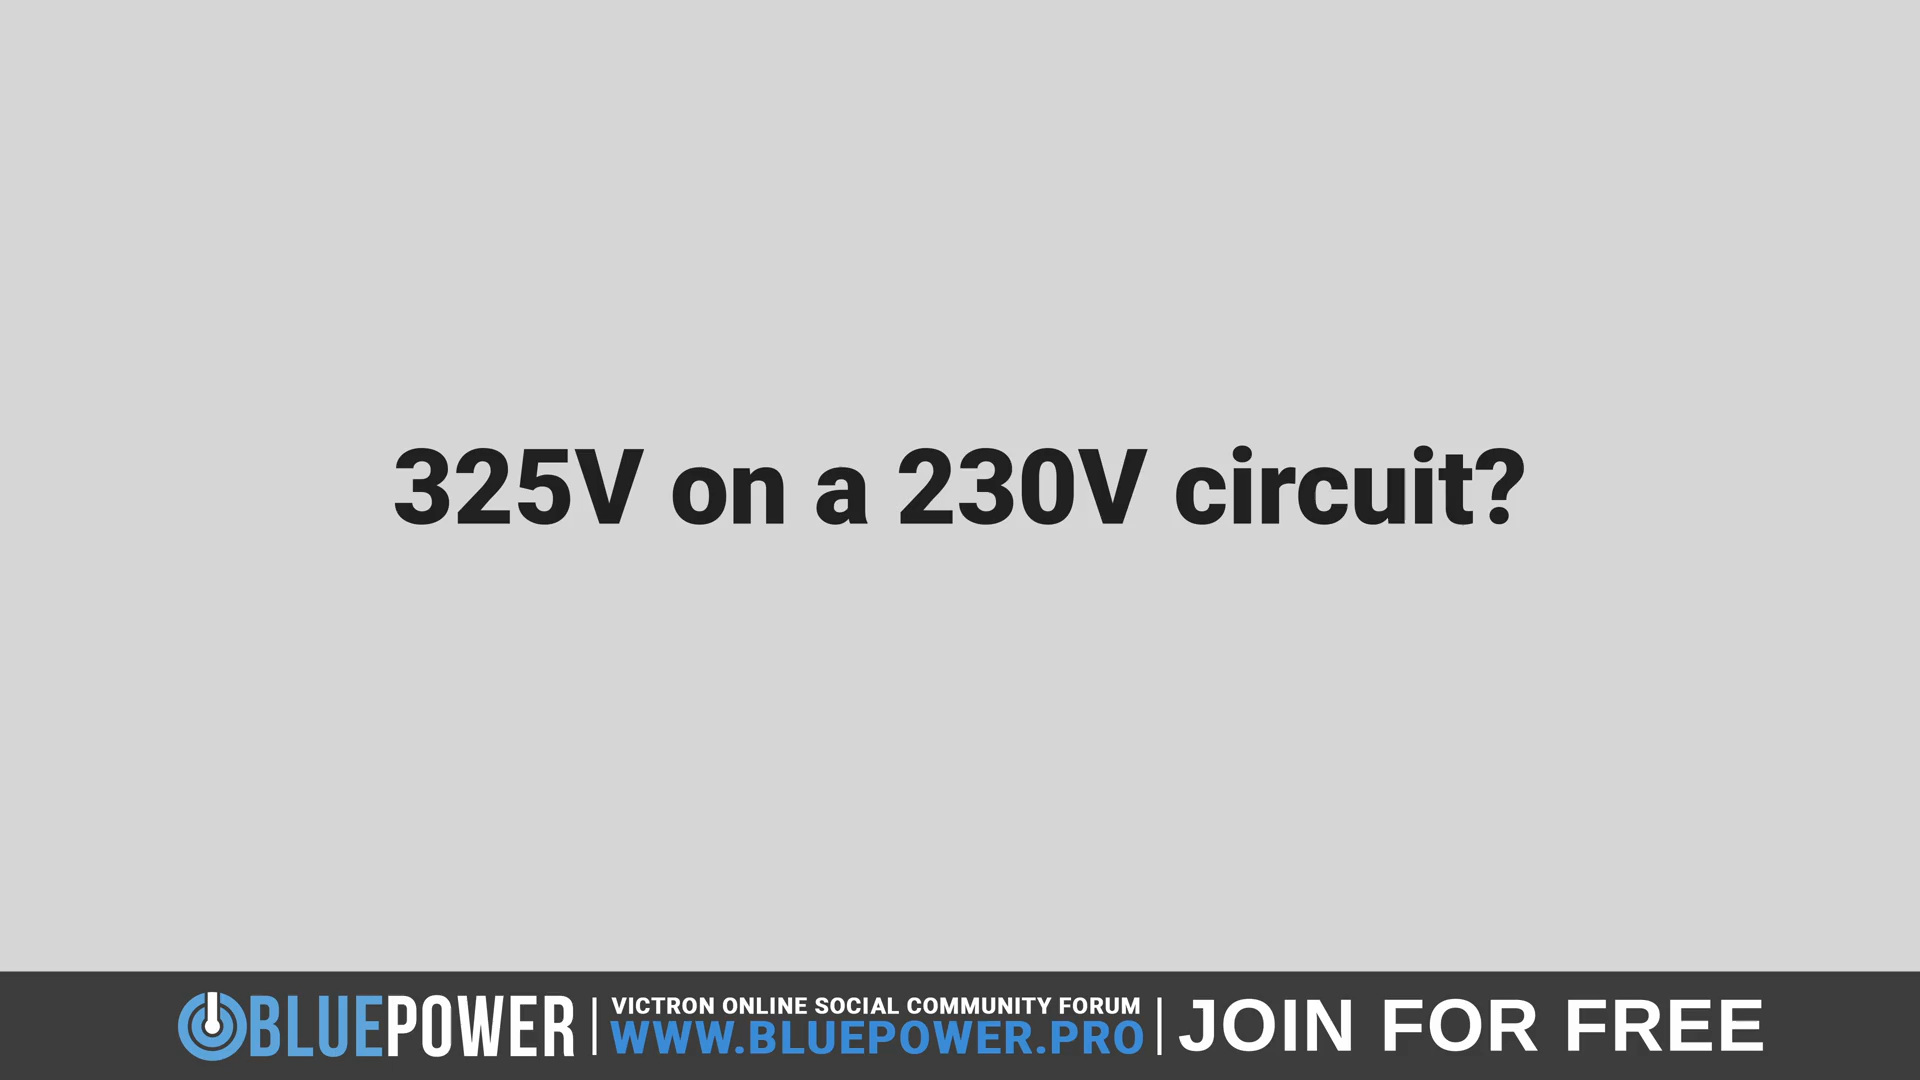 325V on a 230V circuit?
BLUEPOWER
VICTRON ONLINE SOCIAL COMMUNITY FORUM
WWW.BLUEPOWER.PRO
JOIN FOR FREE